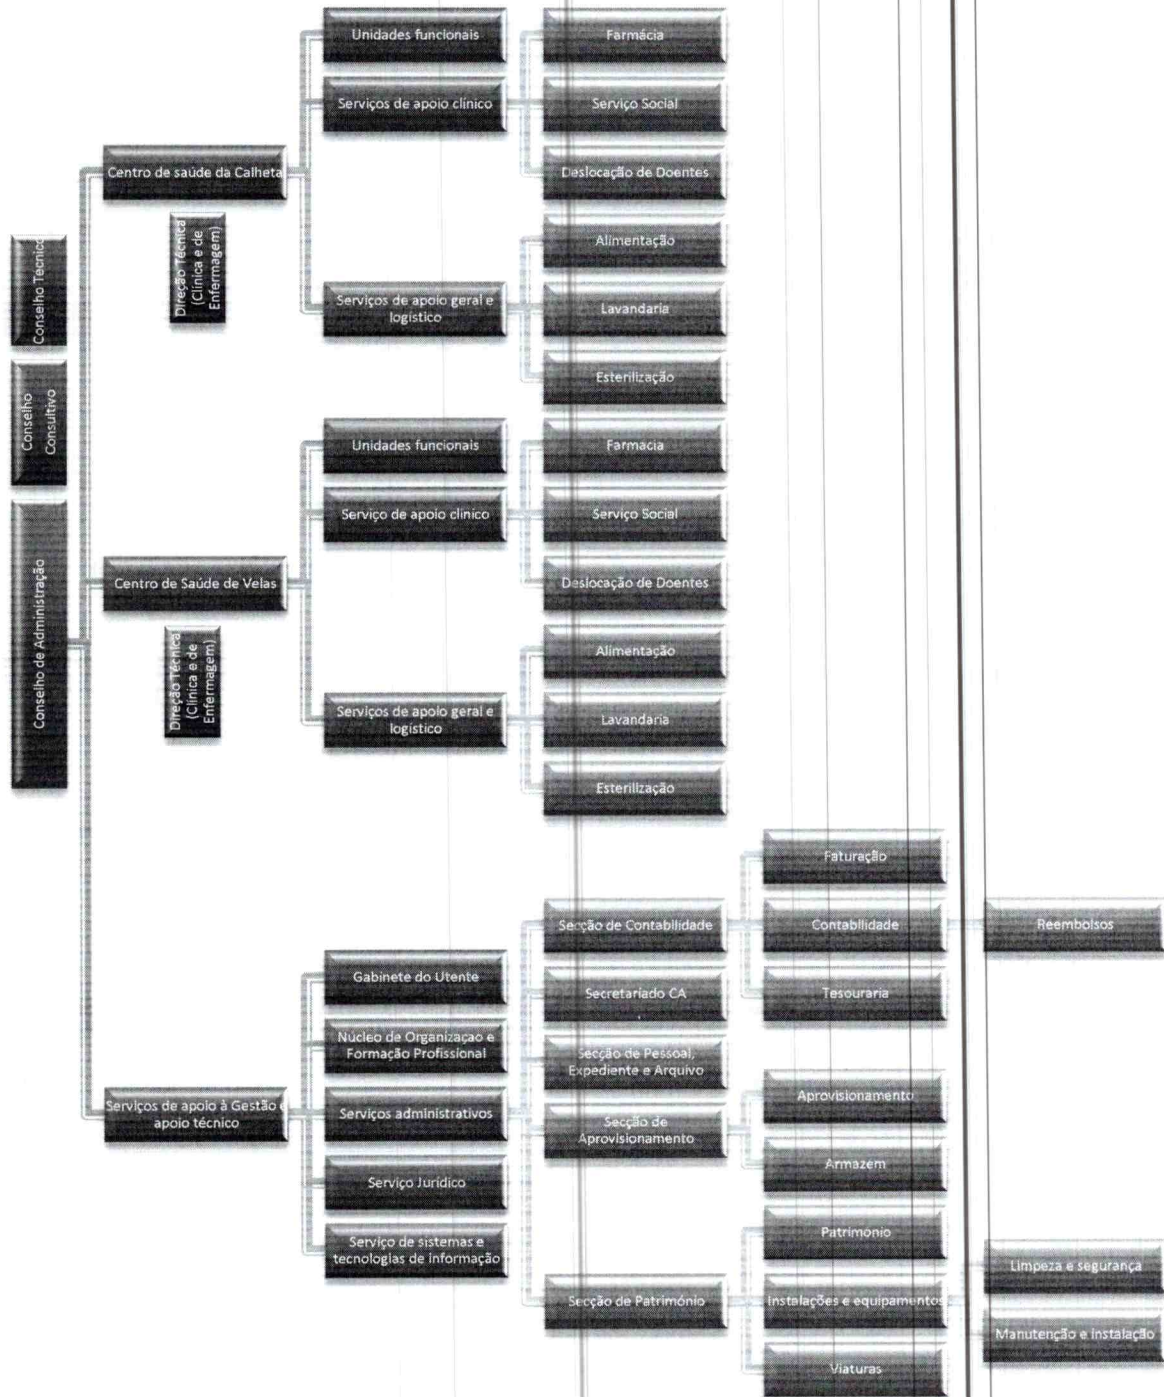 Conselho Técnico
Conselho
Consultivo
Conselho de Administração
Centro de saúde da Calheta
Direção Técnica
(Clínica e de
Enfermagem)
Unidades funcionais
Serviços de apoio clínico
Farmácia
Serviço Social
Deslocação de Doentes
Serviços de apoio geral e
logístico
Alimentação
Lavandaria
Esterilização
Centro de Saúde de Velas
Direção Técnica
(Clínica e de
Enfermagem)
Unidades funcionais
Serviço de apoio clínico
Farmacia
Serviço Social
Deslocação de Doentes
Serviços de apoio geral e
logístico
Alimentação
Lavandaria
Esterilização
Serviços de apoio à Gestão e
apoio técnico
Gabinete do Utente
Núcleo de Organização e
Formação Profissional
Serviços administrativos
Serviço Jurídico
Serviço de sistemas e
tecnologias de informação
Secção de Contabilidade
Faturação
Contabilidade
Reembolsos
Tesouraria
Secretariado CA
Secção de Pessoal,
Expediente e Arquivo
Secção de
Aprovisionamento
Aprovisionamento
Armazem
Secção de Património
Património
Instalações e equipamentos
Limpeza e segurança
Manutenção e Instalação
Viaturas